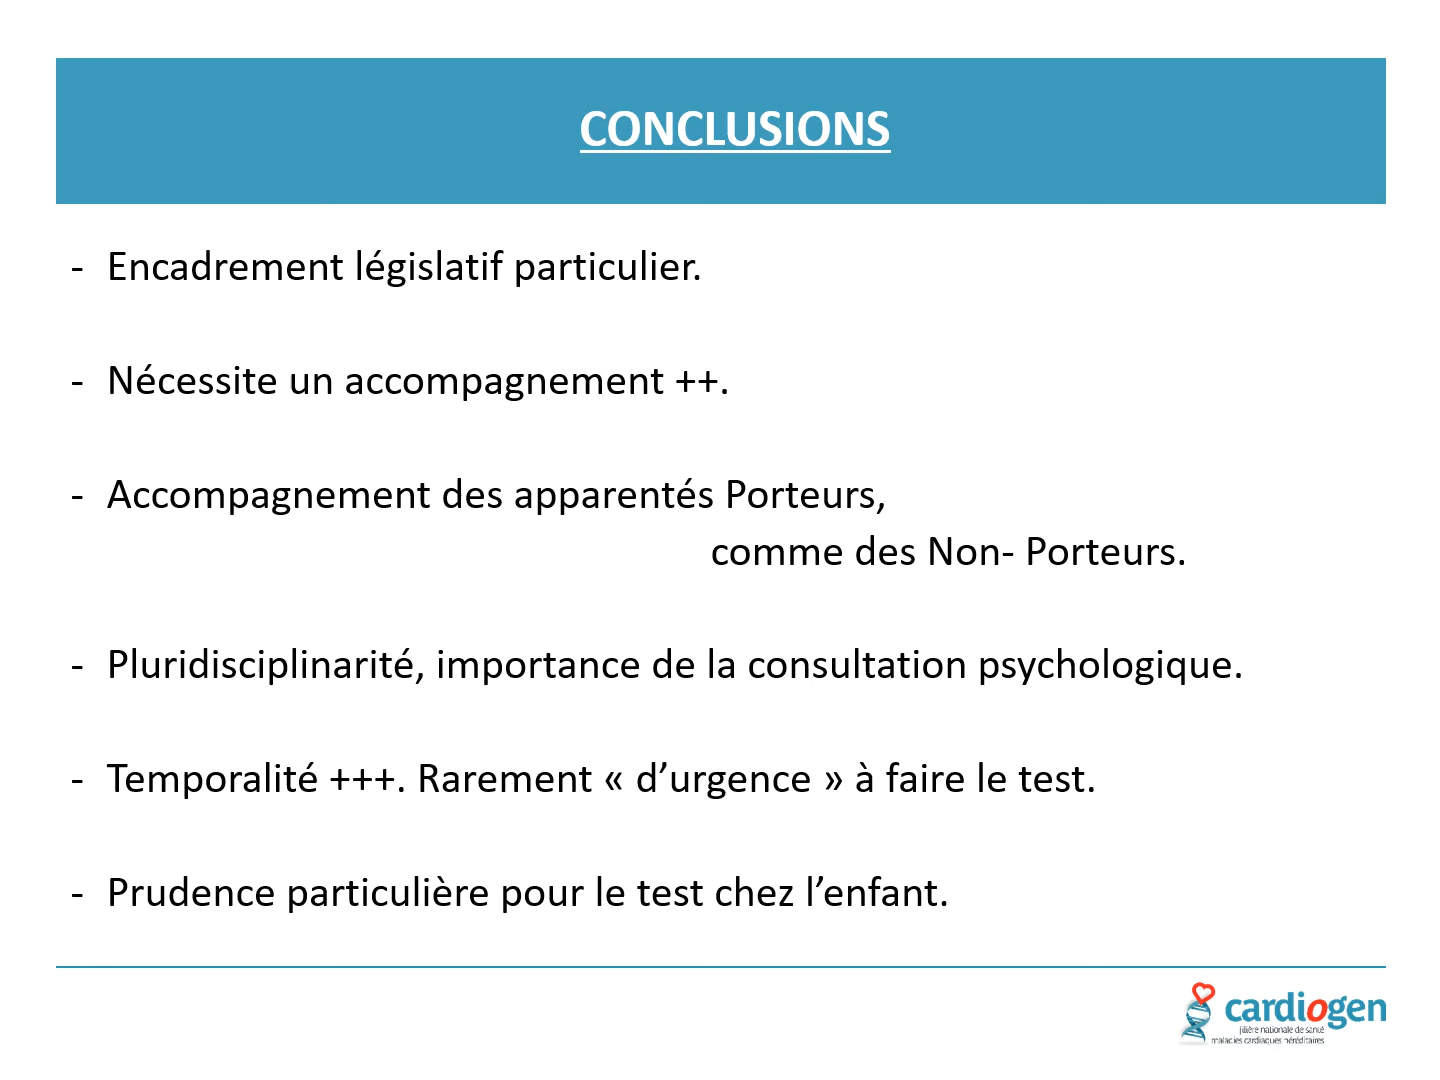 CONCLUSIONS
- Encadrement législatif particulier.
- Nécessite un accompagnement ++.
- Accompagnement des apparentés Porteurs,
comme des Non- Porteurs.
- Pluridisciplinarité, importance de la consultation psychologique.
- Temporalité +++. Rarement « d’urgence » à faire le test.
- Prudence particulière pour le test chez l’enfant.
cardiogen
filière nationale de santé
maladies cardiaques héréditaires